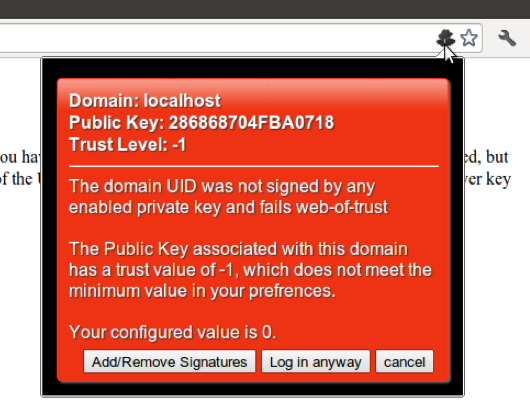 Domain: localhost
Public Key: 286868704FBA0718
Trust Level: -1
ou ha
ed, but
of the
ver key
The domain UID was not signed by any
enabled private key and fails web-of-trust
The Public Key associated with this domain
has a trust value of -1, which does not meet the
minimum value in your prefrences.
Your configured value is 0.
Add/Remove Signatures Log in anyway cancel